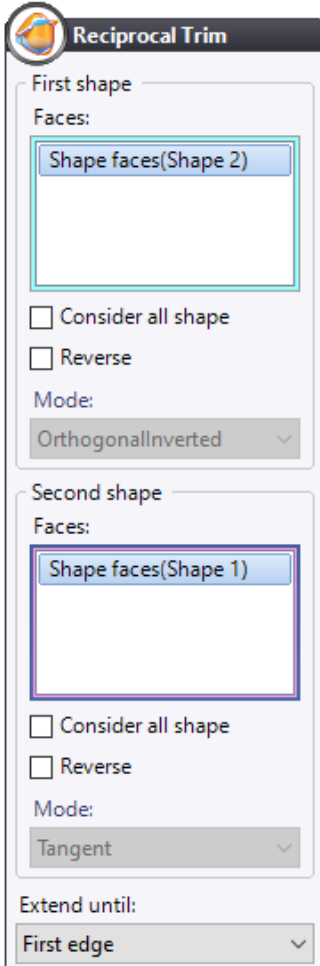 Reciprocal Trim
First shape
Faces:
Shape faces(Shape 2)
Consider all shape
Reverse
Mode:
OrthogonalInverted
Second shape
Faces:
Shape faces(Shape 1)
Consider all shape
Reverse
Mode:
Tangent
Extend until:
First edge